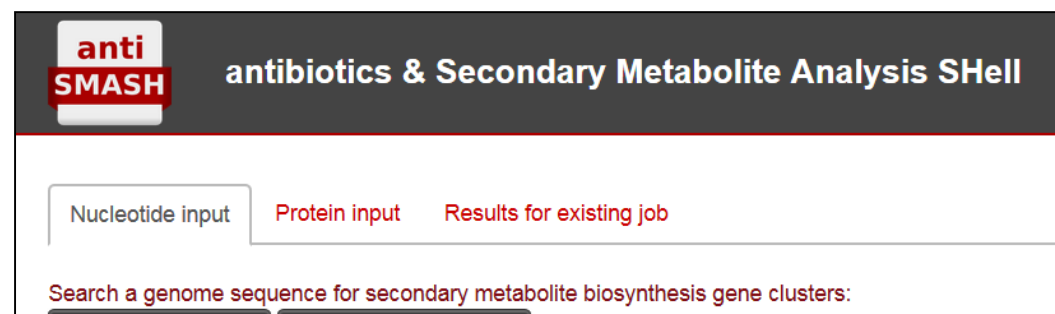 anti
SMASH
antibiotics & Secondary Metabolite Analysis SHell
Nucleotide input Protein input Results for existing job
Search a genome sequence for secondary metabolite biosynthesis gene clusters: